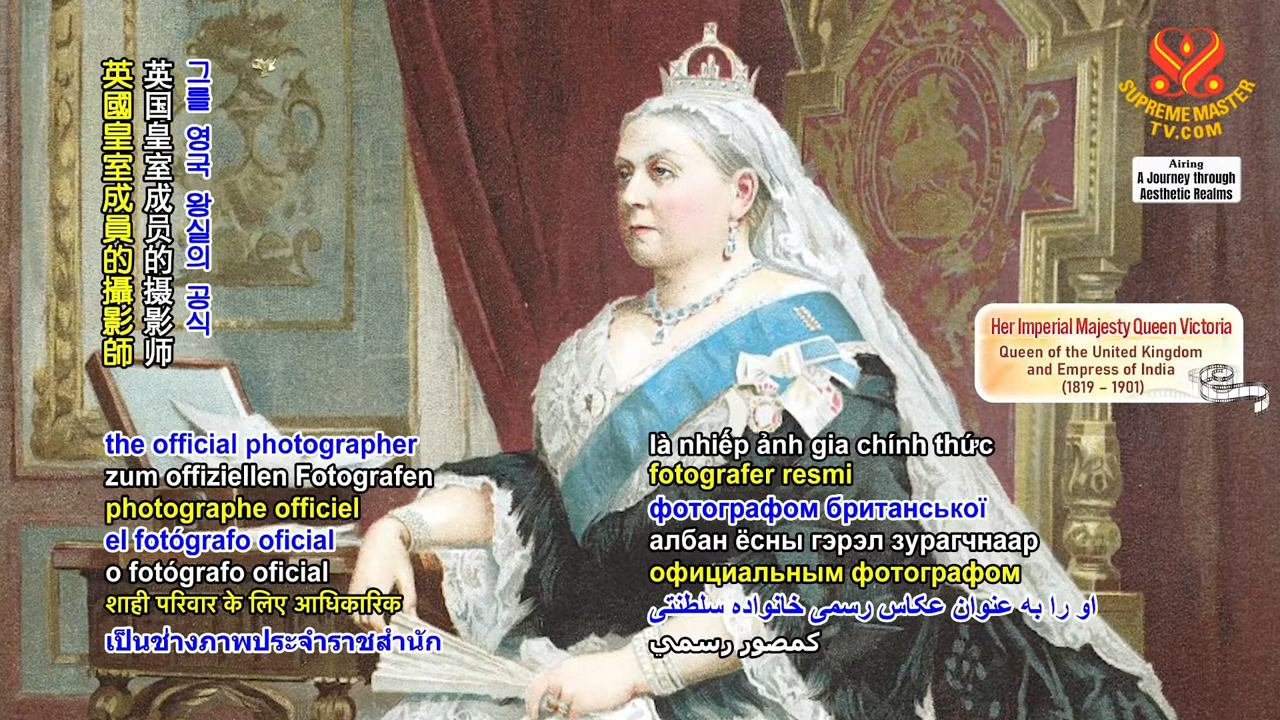 英國皇室成員的攝影師
英国皇室成员的摄影师
그를 영국 왕실의 공식
SUPREME MASTER
TV.COM
Airing
A Journey through
Aesthetic Realms
Her Imperial Majesty Queen Victoria
Queen of the United Kingdom
and Empress of India
(1819 – 1901)
the official photographer
zum offiziellen Fotografen
photographe officiel
el fotógrafo oficial
o fotógrafo oficial
शाही परिवार के लिए आधिकारिक
เป็นช่างภาพประจำราชสำนัก
là nhiếp ảnh gia chính thức
fotografer resmi
фотографом британської
албан ёсны гэрэл зурагчнаар
официальным фотографом
او را به عنوان عکاس رسمی خانواده سلطنتی
كمصور رسمي